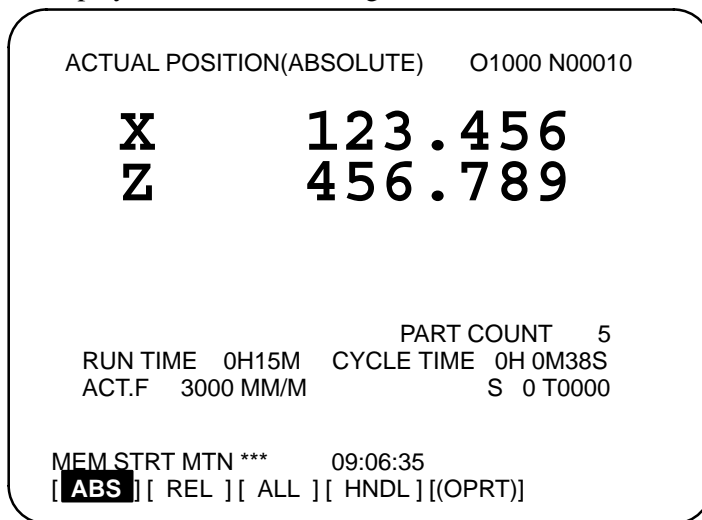 ACTUAL POSITION(ABSOLUTE) O1000 N00010
X 123.456
Z 456.789
PART COUNT 5
RUN TIME 0H15M CYCLE TIME 0H 0M38S
ACT.F 3000 MM/M S 0 T0000
MEM STRT MTN *** 09:06:35
[ ABS ] [ REL ] [ ALL ] [ HNDL ] [(OPRT)]